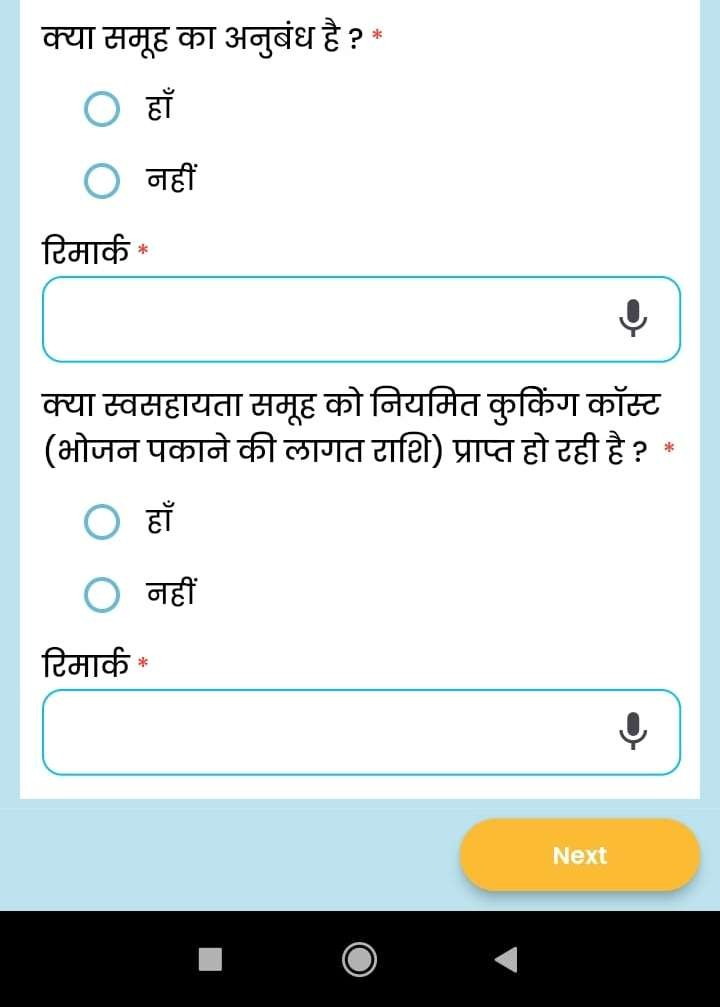 क्या समूह का अनुबंध है ? *
हाँ
नहीं
रिमार्क *
क्या स्वसहायता समूह को नियमित कुकिंग कॉस्ट
(भोजन पकाने की लागत राशि) प्राप्त हो रही है ? *
हाँ
नहीं
रिमार्क *
Next